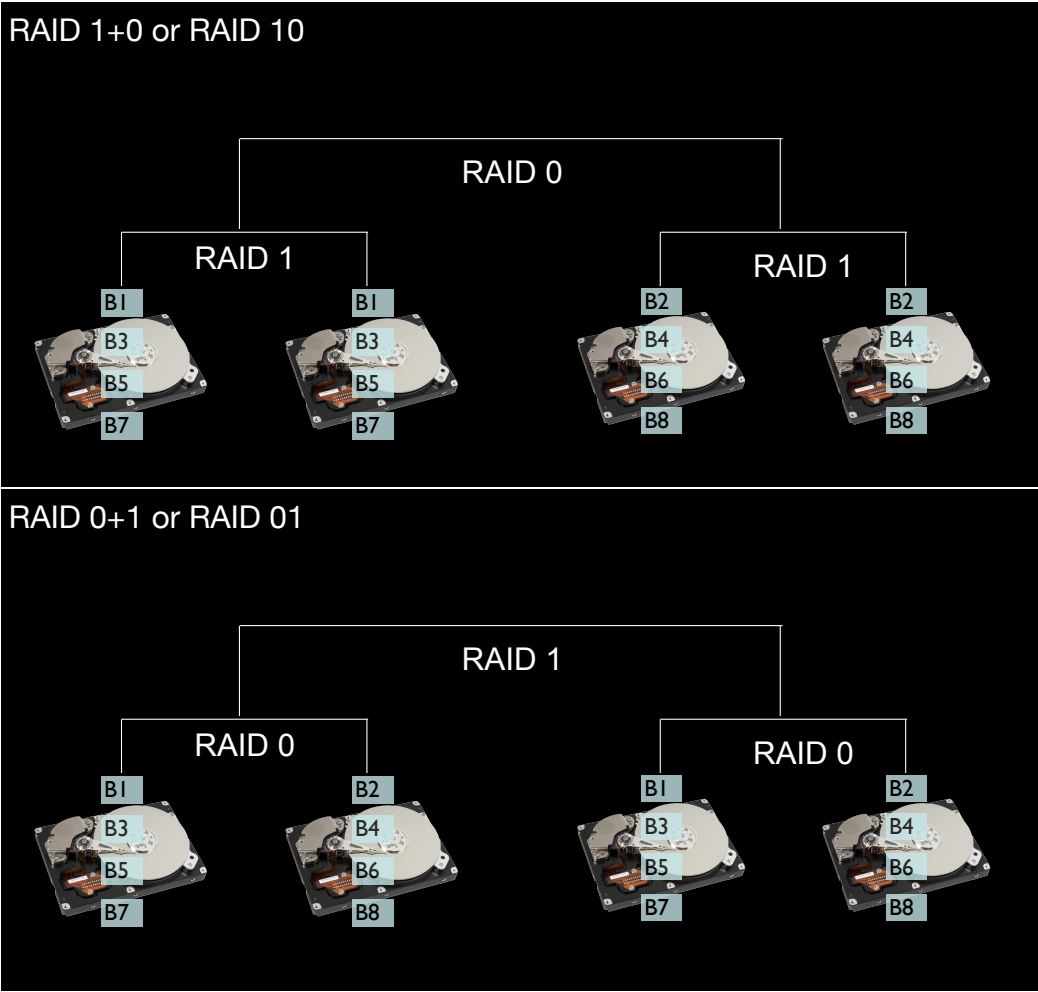 RAID 1+0 or RAID 10
RAID 0
RAID 1
RAID 1
B1 B1 B2 B2
B3 B3 B4 B4
B5 B5 B6 B6
B7 B7 B8 B8
RAID 0+1 or RAID 01
RAID 1
RAID 0
RAID 0
B1 B2 B1 B2
B3 B4 B3 B4
B5 B6 B5 B6
B7 B8 B7 B8